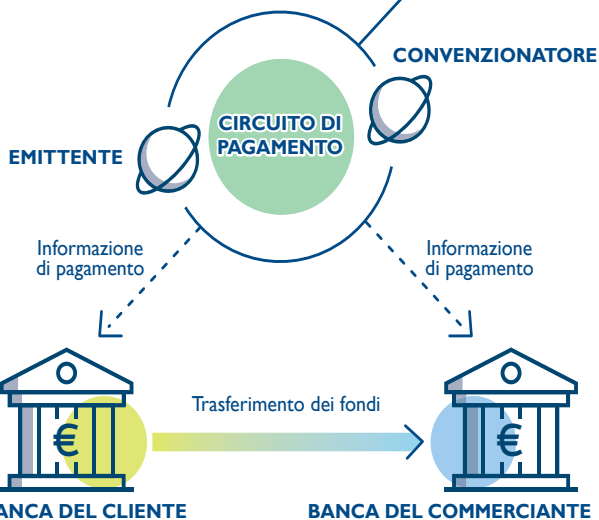 CONVENZIONATORE
CIRCUITO DI
PAGAMENTO
EMITTENTE
Informazione
di pagamento
Informazione
di pagamento
Trasferimento dei fondi
€
€
ANCA DEL CLIENTE
BANCA DEL COMMERCIANTE